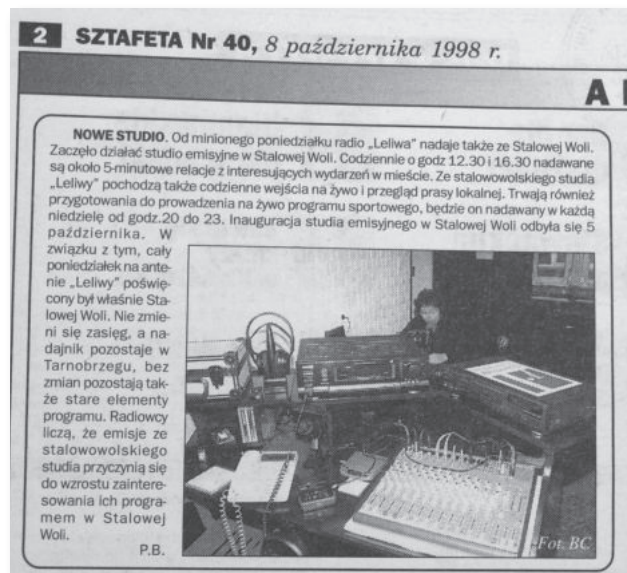 2 SZTAFETA Nr 40, 8 października 1998 r.
A
NOWE STUDIO. Od minionego poniedziałku radio „Leliwa” nadaje także ze Stalowej Woli.
Zaczęło działać studio emisyjne w Stalowej Woli. Codziennie o godz 12.30 i 16.30 nadawane
są około 5-minutowe relacje z interesujących wydarzeń w mieście. Ze stalowowolskiego studia
„Leliwy” pochodzą także codzienne wejścia na żywo i przegląd prasy lokalnej. Trwają również
przygotowania do prowadzenia na żywo programu sportowego, będzie on nadawany w każdą
niedzielę od godz.20 do 23. Inauguracja studia emisyjnego w Stalowej Woli odbyła się 5
października. W
związku z tym, cały
poniedziałek na ante-
nie „Leliwy” poświę-
cony był właśnie Sta-
lowej Woli. Nie zmie-
ni się zasięg, a na-
dajnik pozostaje w
Tarnobrzegu, bez
zmian pozostają tak-
że stare elementy
programu. Radiowcy
liczą, że emisje ze
stalowowolskiego
studia przyczynią się
do wzrostu zaintere-
sowania ich progra-
mem w Stalowej
Woli.
P.B.
Fot. BC